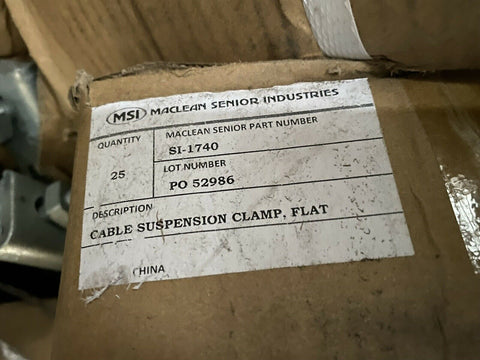 MSI MACLEAN SENIOR INDUSTRIES
QUANTITY
25
MACLEAN SENIOR PART NUMBER
SI-1740
LOT NUMBER
PO 52986
DESCRIPTION
CABLE SUSPENSION CLAMP, FLAT
CHINA